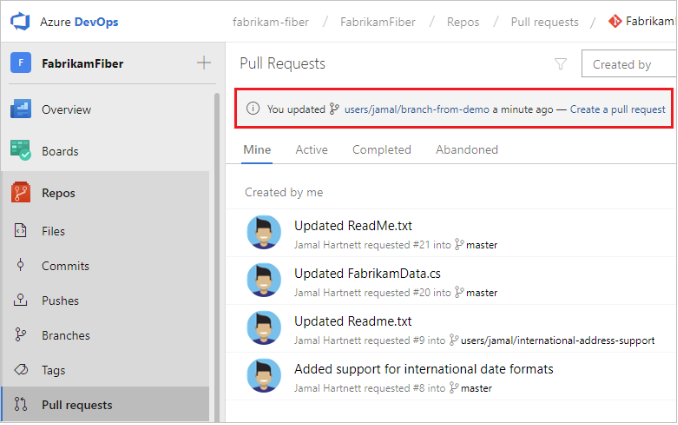 Azure DevOps
fabrikam-fiber / FabrikamFiber / Repos / Pull requests /
F FabrikamFiber +
Pull Requests
Created by
You updated users/jamal/branch-from-demo a minute ago — Create a pull request
Overview
Boards
Repos
Files
Commits
Pushes
Branches
Tags
Pull requests
Mine Active Completed Abandoned
Created by me
Updated ReadMe.txt
Jamal Hartnett requested #21 into master
Updated FabrikamData.cs
Jamal Hartnett requested #20 into master
Updated Readme.txt
Jamal Hartnett requested #9 into users/jamal/international-address-support
Added support for international date formats
Jamal Hartnett requested #8 into master